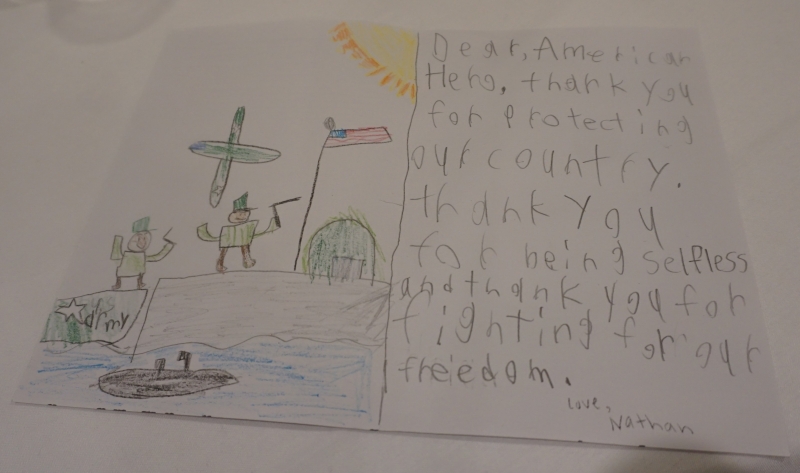 Dear, American
Hero, thank you
for protecting
our country.
thank you
for being selfless
and thank you for
fighting for our
freedom.
love,
Nathan
army